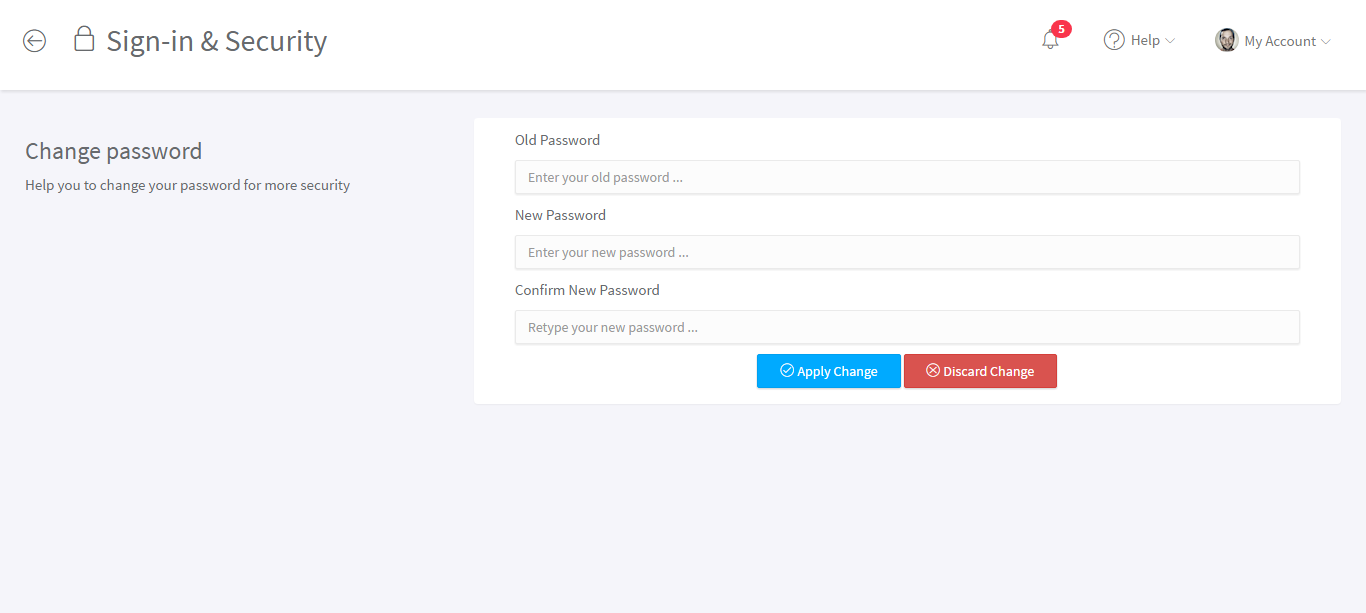 Sign-in & Security
5
Help
My Account
Change password
Help you to change your password for more security
Old Password
Enter your old password ...
New Password
Enter your new password ...
Confirm New Password
Retype your new password ...
Apply Change
Discard Change